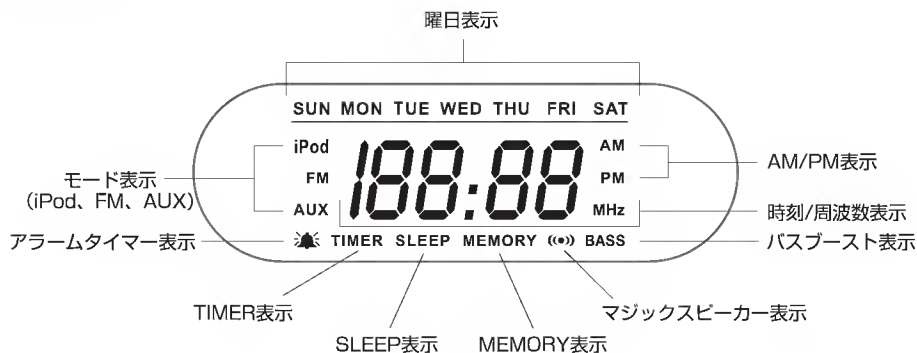 曜日表示
SUN MON TUE WED THU FRI SAT
iPod
FM
AUX
188:88
AM
PM
MHz
モード表示
（iPod、FM、AUX）
AM/PM表示
時刻/周波数表示
アラームタイマー表示
TIMER SLEEP MEMORY ((•)) BASS
バスブースト表示
TIMER表示
マジックスピーカー表示
SLEEP表示
MEMORY表示